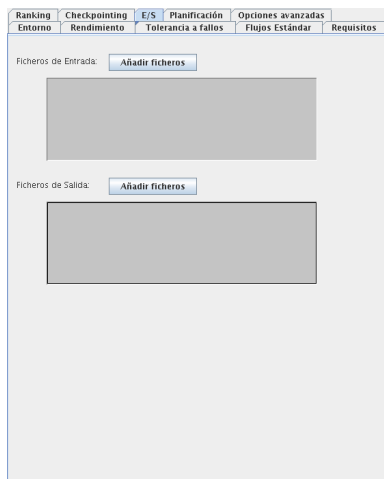 Ranking Checkpointing E/S Planificación Opciones avanzadas
Entorno Rendimiento Tolerancia a fallos Flujos Estándar Requisitos
Ficheros de Entrada: Añadir ficheros
Ficheros de Salida: Añadir ficheros